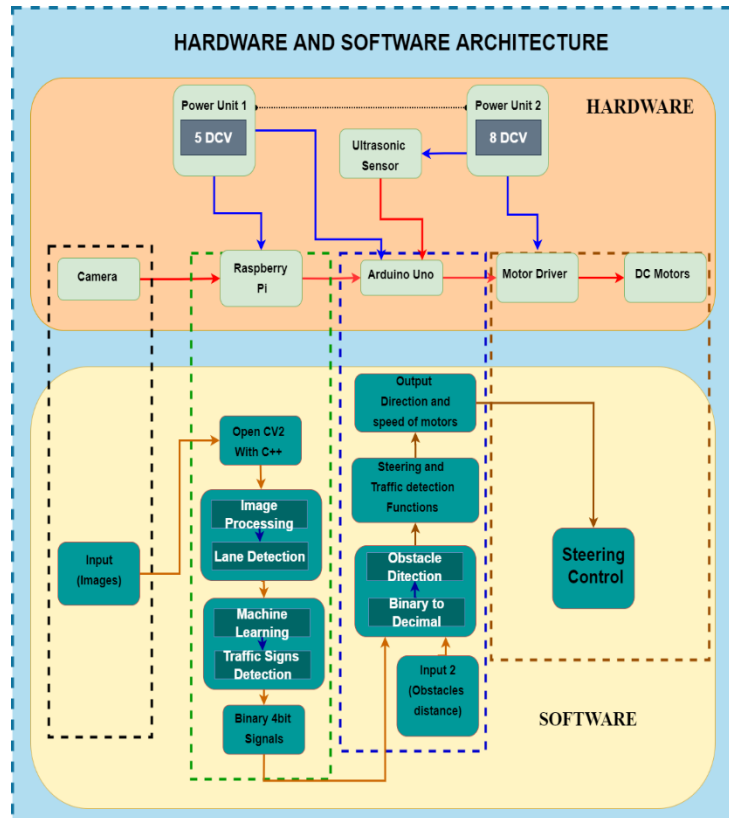 HARDWARE AND SOFTWARE ARCHITECTURE
HARDWARE
Power Unit 1
5 DCV
Power Unit 2
8 DCV
Ultrasonic
Sensor
Camera
Raspberry
Pi
Arduino Uno
Motor Driver
DC Motors
Input
(Images)
Open CV2
With C++
Image
Processing
Lane Detection
Machine
Learning
Traffic Signs
Detection
Binary 4bit
Signals
Output
Direction and
speed of motors
Steering and
Traffic detection
Functions
Obstacle
Ditection
Binary to
Decimal
Input 2
(Obstacles
distance)
Steering
Control
SOFTWARE